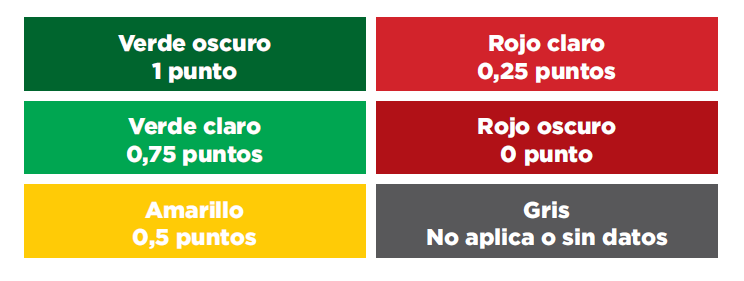 Verde oscuro
1 punto
Rojo claro
0,25 puntos
Verde claro
0,75 puntos
Rojo oscuro
0 punto
Amarillo
0,5 puntos
Gris
No aplica o sin datos